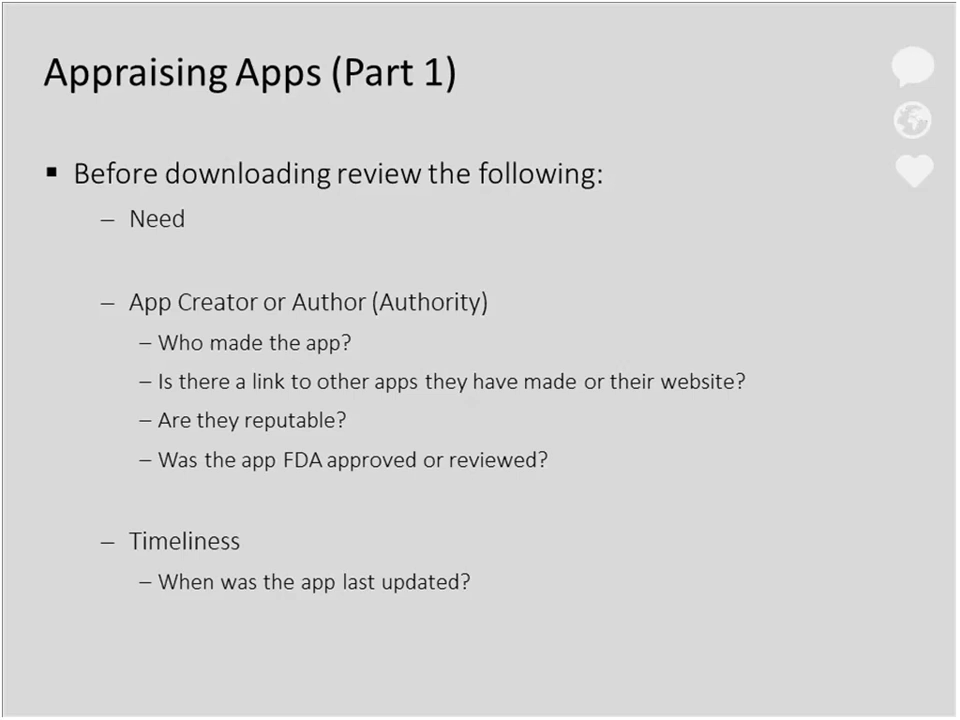 Appraising Apps (Part 1)
▪ Before downloading review the following:
– Need
– App Creator or Author (Authority)
– Who made the app?
– Is there a link to other apps they have made or their website?
– Are they reputable?
– Was the app FDA approved or reviewed?
– Timeliness
– When was the app last updated?